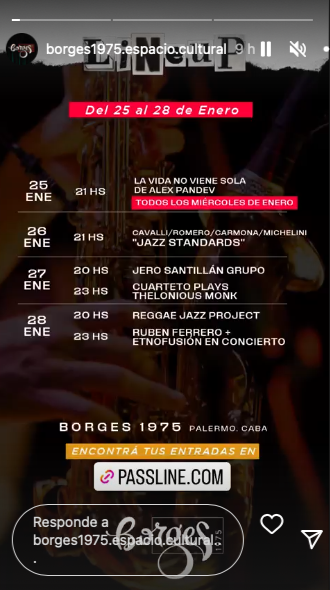 borges1975.espacio.cultural 9 h
LINEUP
Del 25 al 28 de Enero
25 ENE
21 HS
LA VIDA NO VIENE SOLA
DE ALEX PANDEV
TODOS LOS MIÉRCOLES DE ENERO
26 ENE
21 HS
CAVALLI/ROMERO/CARMONA/MICHELINI
"JAZZ STANDARDS"
27 ENE
20 HS
JERO SANTILLÁN GRUPO
23 HS
CUARTETO PLAYS
THELONIOUS MONK
28 ENE
20 HS
REGGAE JAZZ PROJECT
23 HS
RUBEN FERRERO +
ETNOFUSIÓN EN CONCIERTO
BORGES 1975 PALERMO. CABA
ENCONTRÁ TUS ENTRADAS EN
PASSLINE.COM
Borges 1975
Responde a
borges1975.espacio.cultural..
.